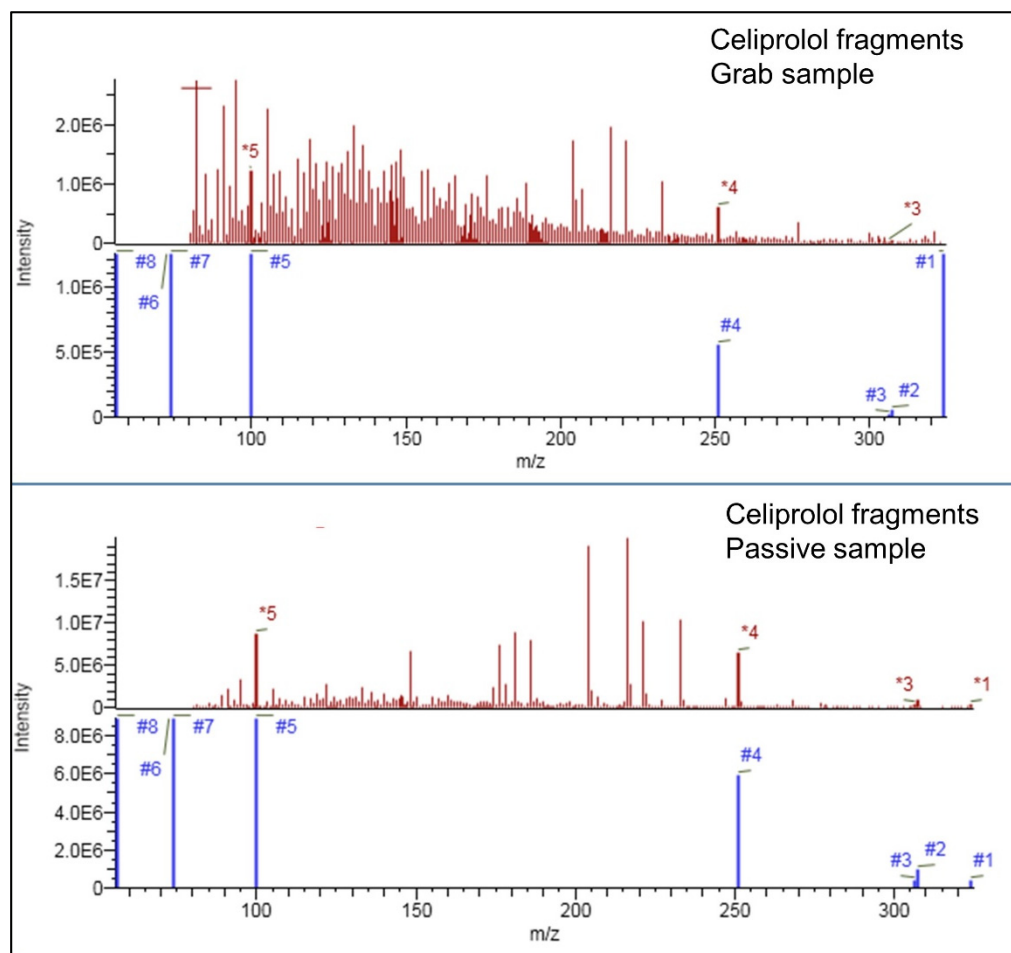 Celiprolol fragments
Grab sample
2.0E6
*5
1.0E6
*4
*3
0
Intensity
#8 #7 #5 #1
#6
1.0E6
#4
5.0E5
#3 #2
0
100 150 200 250 300
m/z
Celiprolol fragments
Passive sample
1.5E7
*5
1.0E7
*4
5.0E6
*3 *1
0
Intensity
#8 #7 #5
#6
8.0E6
#4
6.0E6
4.0E6
2.0E6
#3 #2 #1
0
100 150 200 250 300
m/z